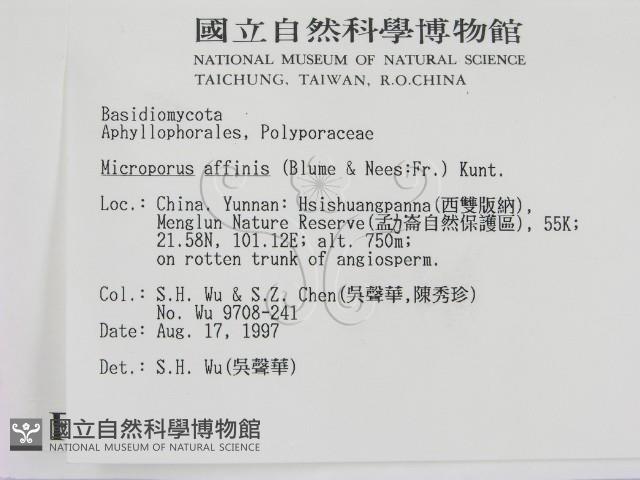 國立自然科學博物館
NATIONAL MUSEUM OF NATURAL SCIENCE
TAICHUNG, TAIWAN, R.O.CHINA
Basidiomycota
Aphyllophorales, Polyporaceae
Microporus affinis (Blume & Nees:Fr.) Kunt.
Loc.: China. Yunnan: Hsishuangpanna(西雙版納),
Menglun Nature Reserve(孟力崙自然保護區), 55K;
21.58N, 101.12E; alt. 750m;
on rotten trunk of angiosperm.
Col.: S.H. Wu & S.Z. Chen(吳聲華,陳秀珍)
No. Wu 9708-241
Date: Aug. 17, 1997
Det.: S.H. Wu(吳聲華)
國立自然科學博物館
NATIONAL MUSEUM OF NATURAL SCIENCE